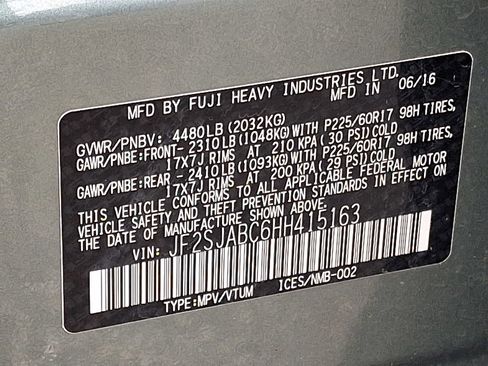 MFD BY FUJI HEAVY INDUSTRIES LTD.
MADE IN 06/16
GVWR/PNBV: 4480LB (2032KG)
GAWR/PNBE:FRONT- 2310LB (1048KG) WITH P225/60R17 98H TIRES,
17X7J RIMS AT 210 KPA (30 PSI) COLD
GAWR/PNBE:REAR - 2410LB (1093KG) WITH P225/60R17 98H TIRES,
17X7J RIMS AT 200 KPA (29 PSI) COLD
THIS VEHICLE CONFORMS TO ALL APPLICABLE FEDERAL MOTOR
VEHICLE SAFETY AND THEFT PREVENTION STANDARDS IN EFFECT ON
THE DATE OF MANUFACTURE SHOWN ABOVE.
VIN: JF2SJABC6HH415163
TYPE:MPV/VTUM ICES/NMB-002